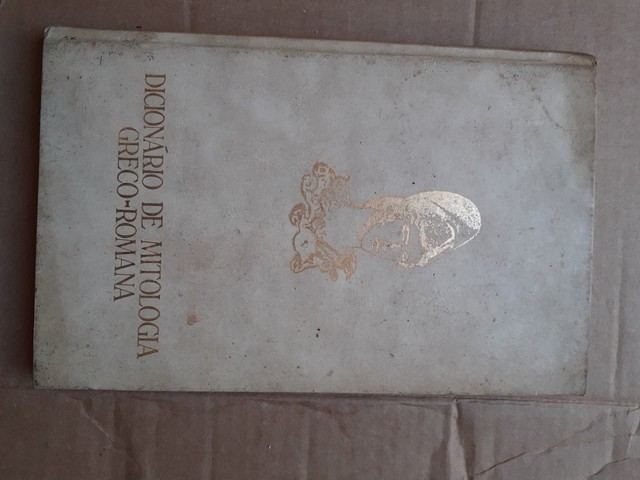 DICIONÁRIO DE MITOLOGIA
GRECO-ROMANA